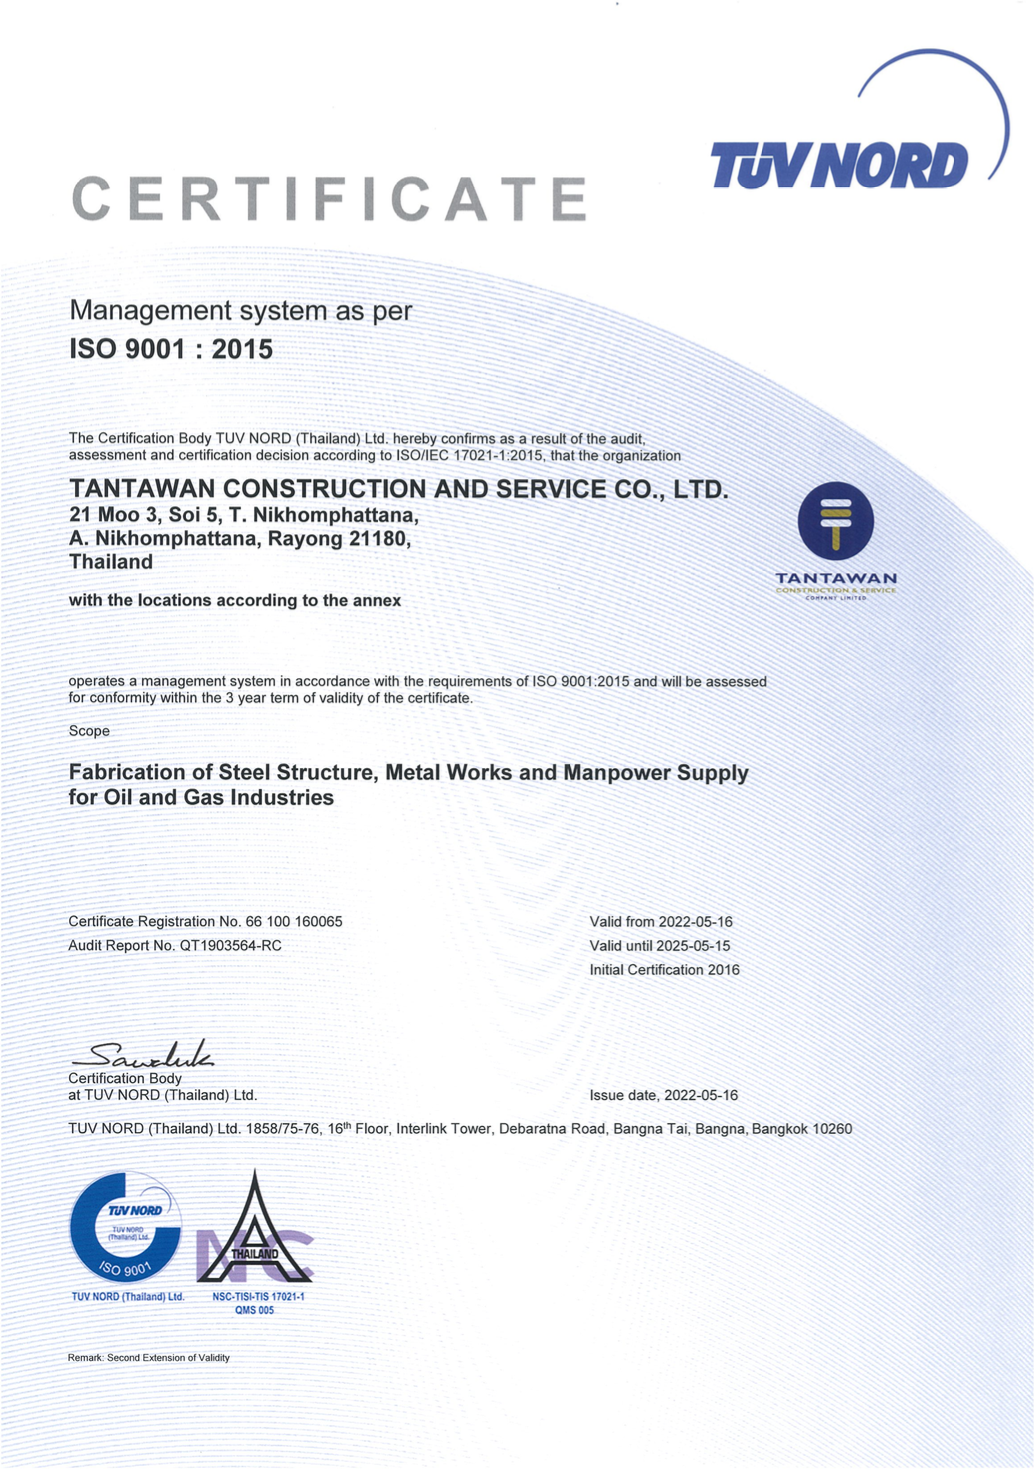 TÜV NORD
CERTIFICATE
Management system as per
ISO 9001 : 2015
The Certification Body TUV NORD (Thailand) Ltd. hereby confirms as a result of the audit,
assessment and certification decision according to ISO/IEC 17021-1:2015, that the organization
TANTAWAN CONSTRUCTION AND SERVICE CO., LTD.
21 Moo 3, Soi 5, T. Nikhomphattana,
A. Nikhomphattana, Rayong 21180,
Thailand
TANTAWAN
CONSTRUCTION & SERVICE
COMPANY LIMITED
with the locations according to the annex
operates a management system in accordance with the requirements of ISO 9001:2015 and will be assessed
for conformity within the 3 year term of validity of the certificate.
Scope
Fabrication of Steel Structure, Metal Works and Manpower Supply
for Oil and Gas Industries
Certificate Registration No. 66 100 160065
Audit Report No. QT1903564-RC
Valid from 2022-05-16
Valid until 2025-05-15
Initial Certification 2016
Certification Body
at TUV NORD (Thailand) Ltd.
Issue date, 2022-05-16
TUV NORD (Thailand) Ltd. 1858/75-76, 16th Floor, Interlink Tower, Debaratna Road, Bangna Tai, Bangna, Bangkok 10260
TÜV NORD
TUV NORD
(Thailand) Ltd.
ISO 9001
TUV NORD (Thailand) Ltd.
NC
THAILAND
NSC-TISI-TIS 17021-1
QMS 005
Remark: Second Extension of Validity